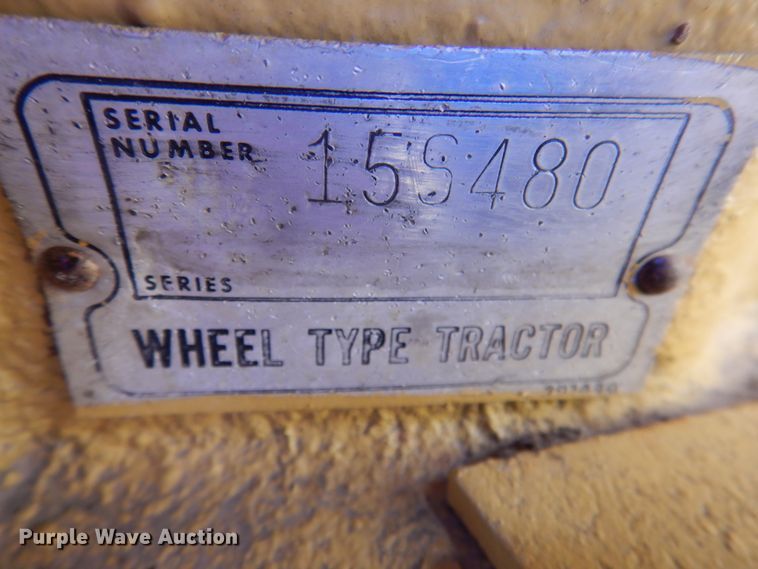 SERIAL
NUMBER 15S480
SERIES
WHEEL TYPE TRACTOR
Purple Wave Auction